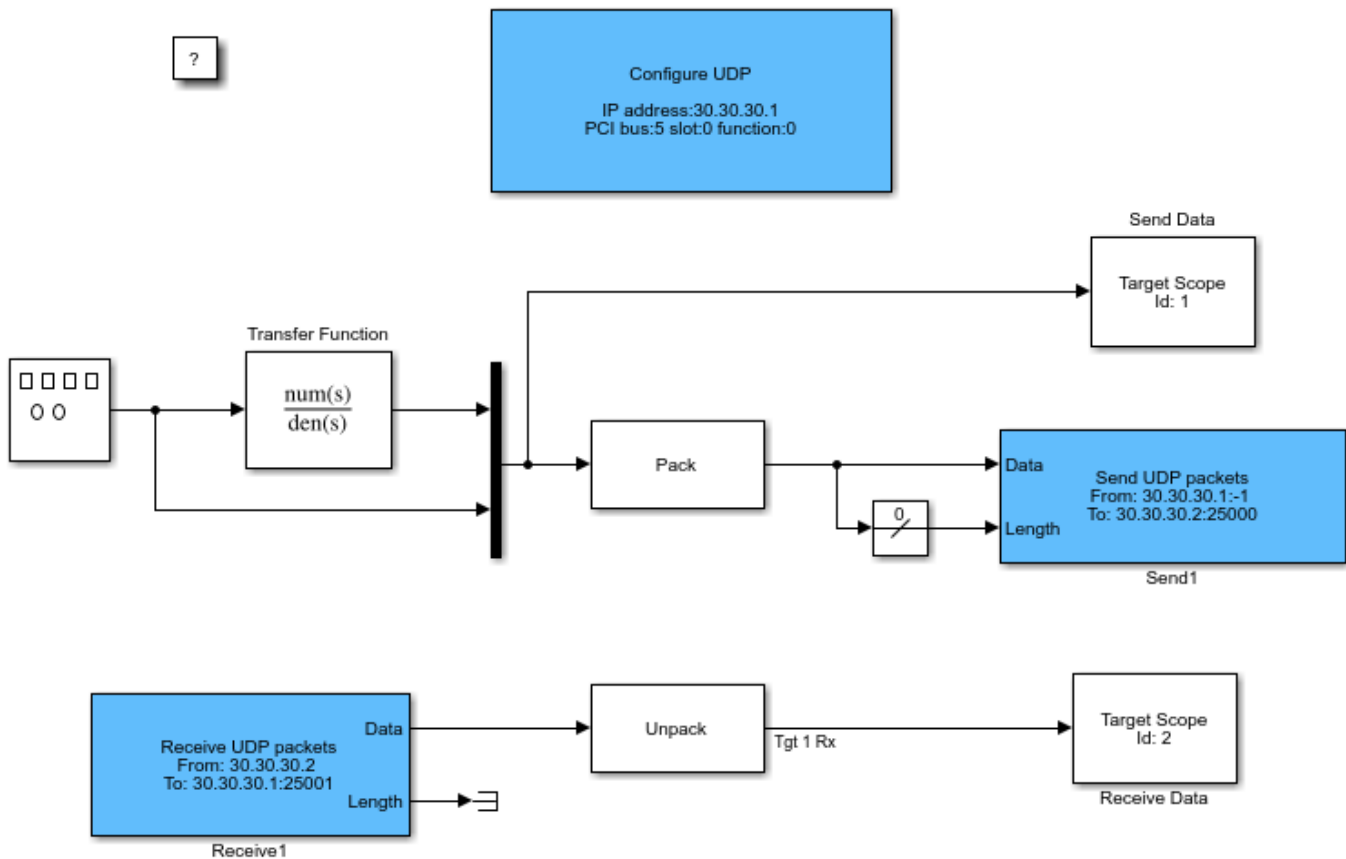 ?
Configure UDP
IP address:30.30.30.1
PCI bus:5 slot:0 function:0
Send Data
Target Scope
Id: 1
Transfer Function
num(s)
den(s)
Pack
0
Data
Length
Send UDP packets
From: 30.30.30.1:-1
To: 30.30.30.2:25000
Send1
Receive UDP packets
From: 30.30.30.2
To: 30.30.30.1:25001
Data
Length
Receive1
Unpack
Tgt 1 Rx
Target Scope
Id: 2
Receive Data